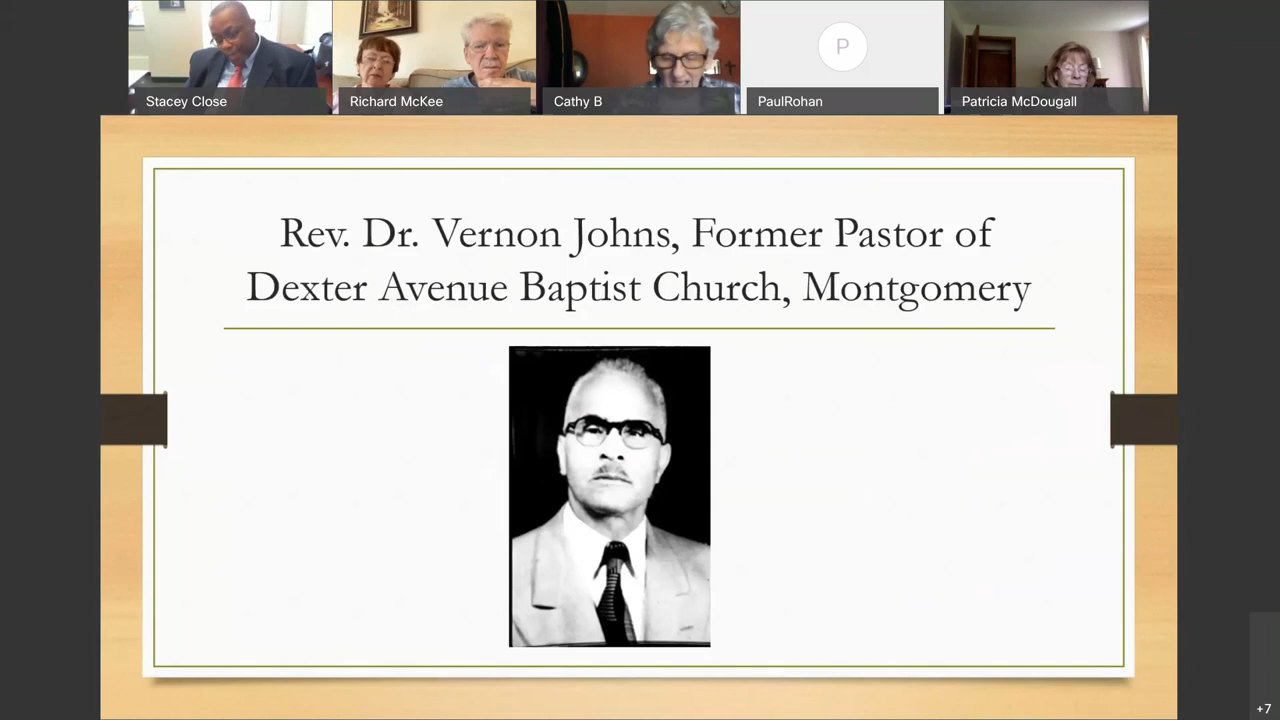 Stacey Close
Richard McKee
Cathy B
P
PaulRohan
Patricia McDougall
Rev. Dr. Vernon Johns, Former Pastor of
Dexter Avenue Baptist Church, Montgomery
+7